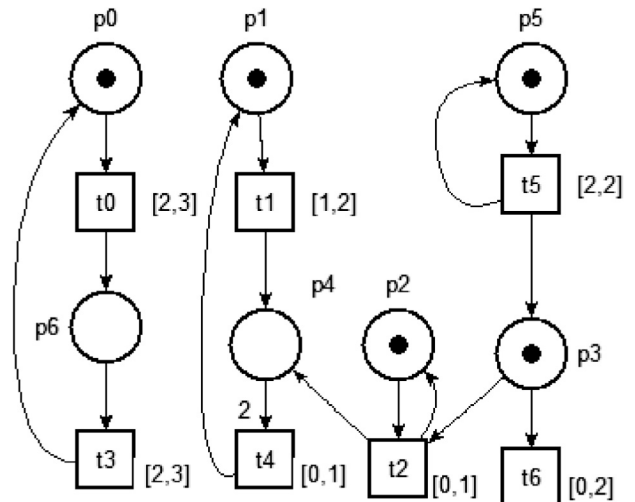 p0 p1 p5
t0 [2,3] t1 [1,2] t5 [2,2]
p4 p2
p6 p3
2
t3 [2,3] t4 [0,1] t2 [0,1] t6 [0,2]